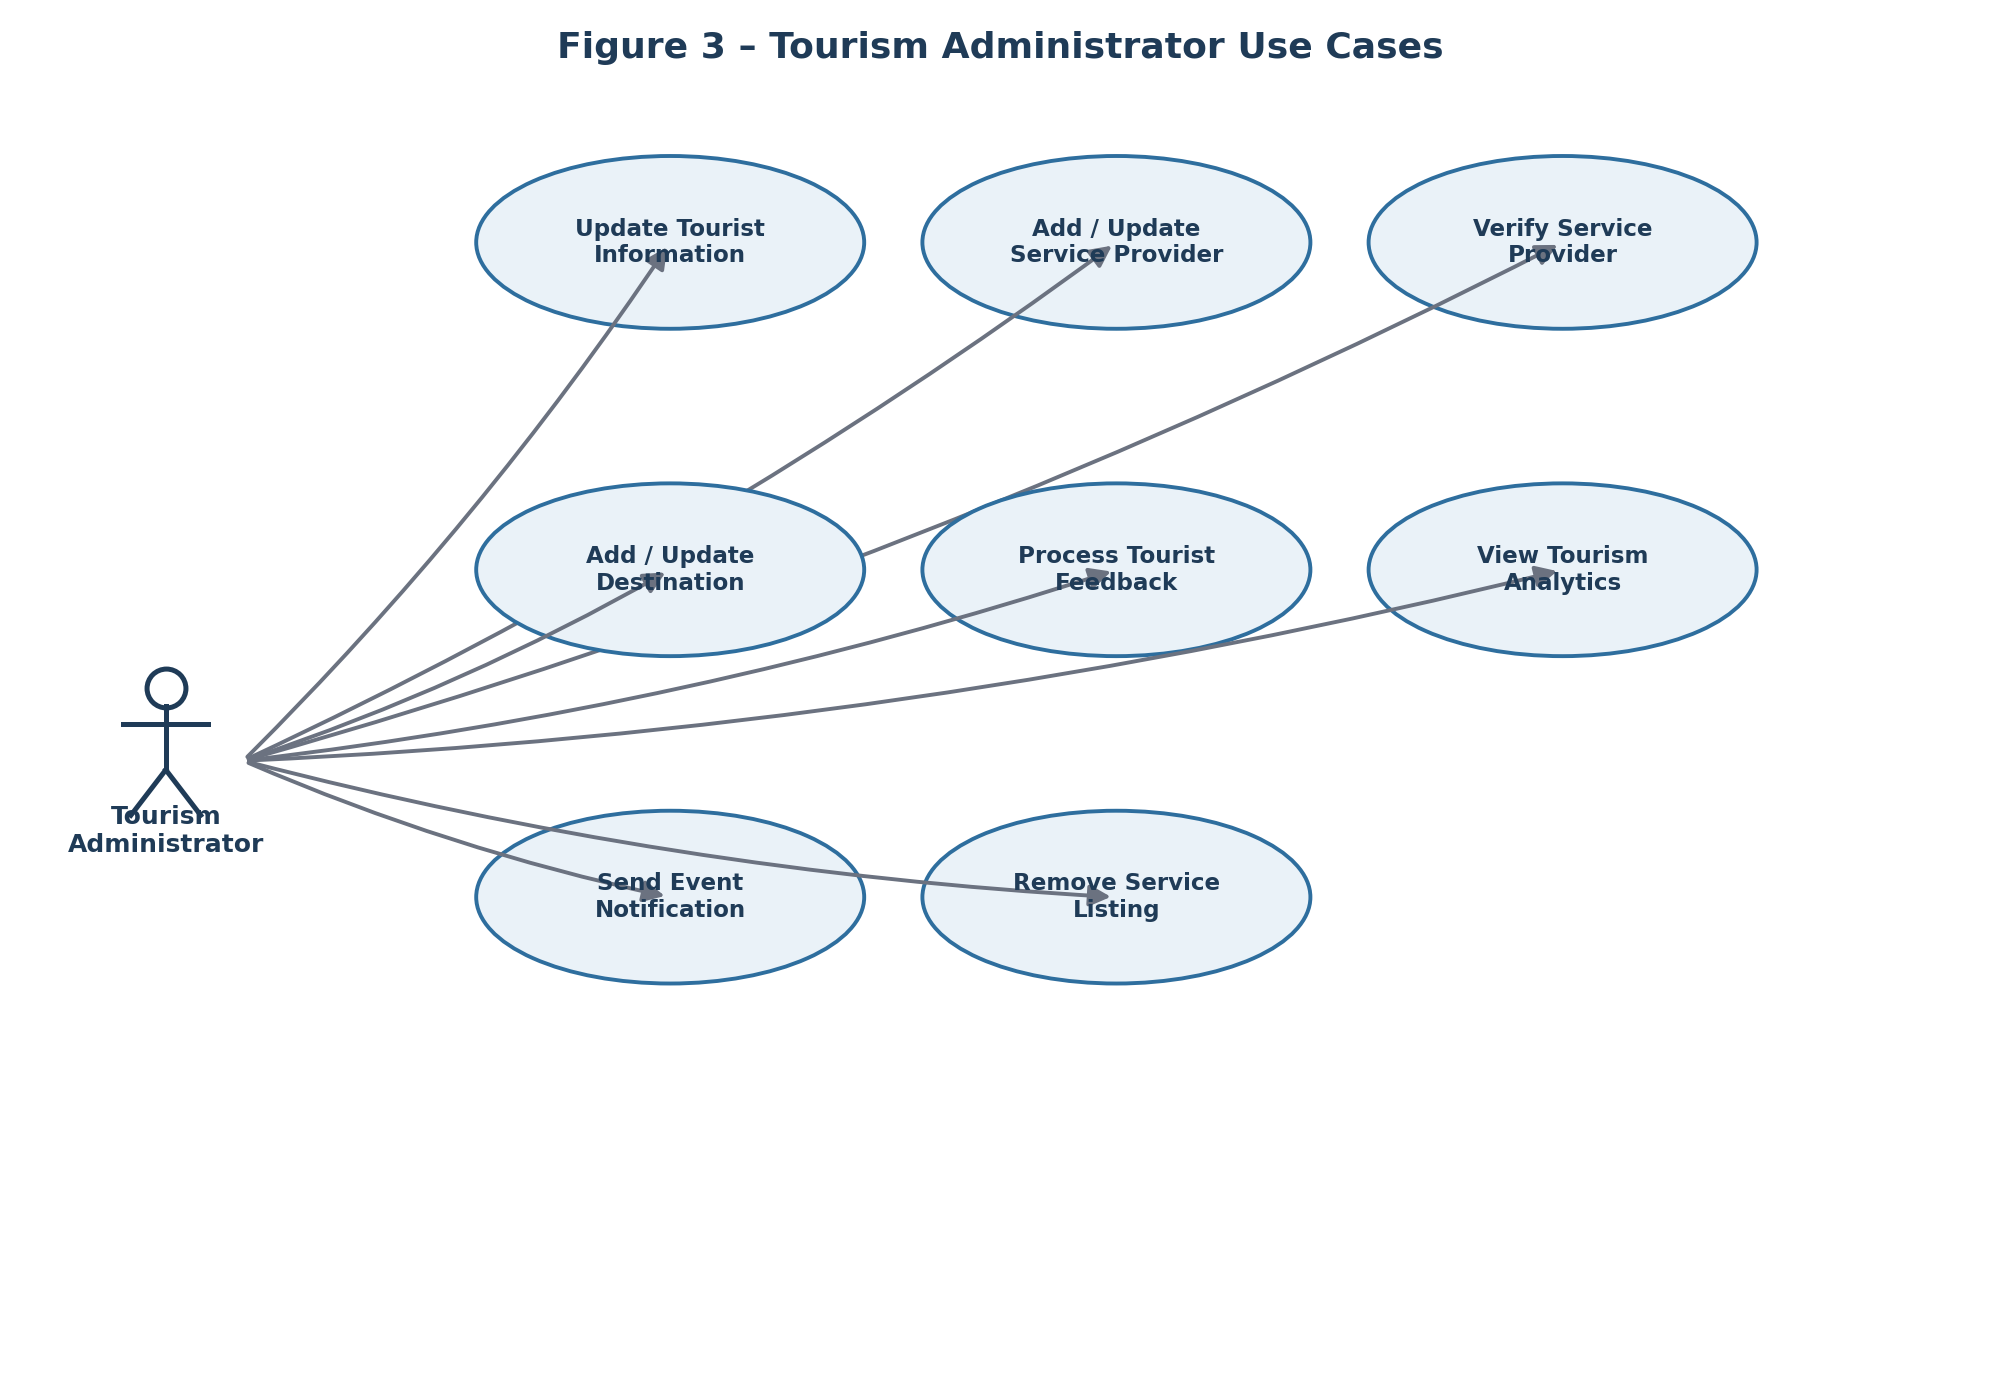 Figure 3 – Tourism Administrator Use Cases
Update Tourist
Information
Add / Update
Service Provider
Verify Service
Provider
Add / Update
Destination
Process Tourist
Feedback
View Tourism
Analytics
Tourism
Administrator
Send Event
Notification
Remove Service
Listing